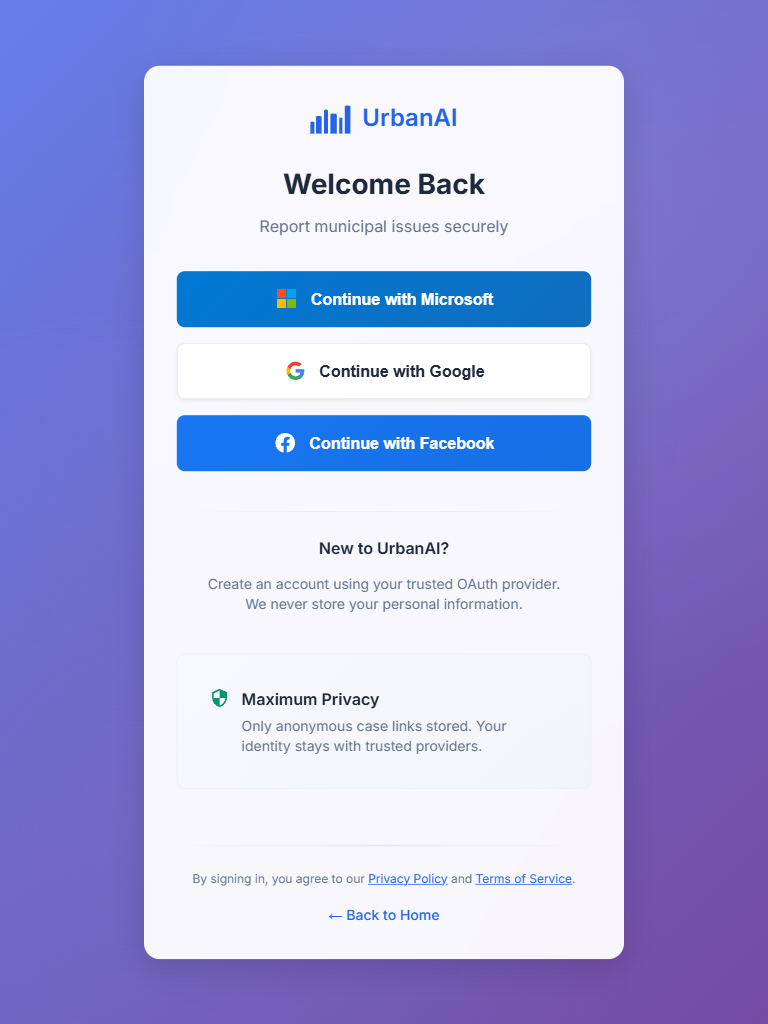 UrbanAI
Welcome Back
Report municipal issues securely
Continue with Microsoft
Continue with Google
Continue with Facebook
New to UrbanAI?
Create an account using your trusted OAuth provider.
We never store your personal information.
Maximum Privacy
Only anonymous case links stored. Your
identity stays with trusted providers.
By signing in, you agree to our Privacy Policy and Terms of Service.
← Back to Home